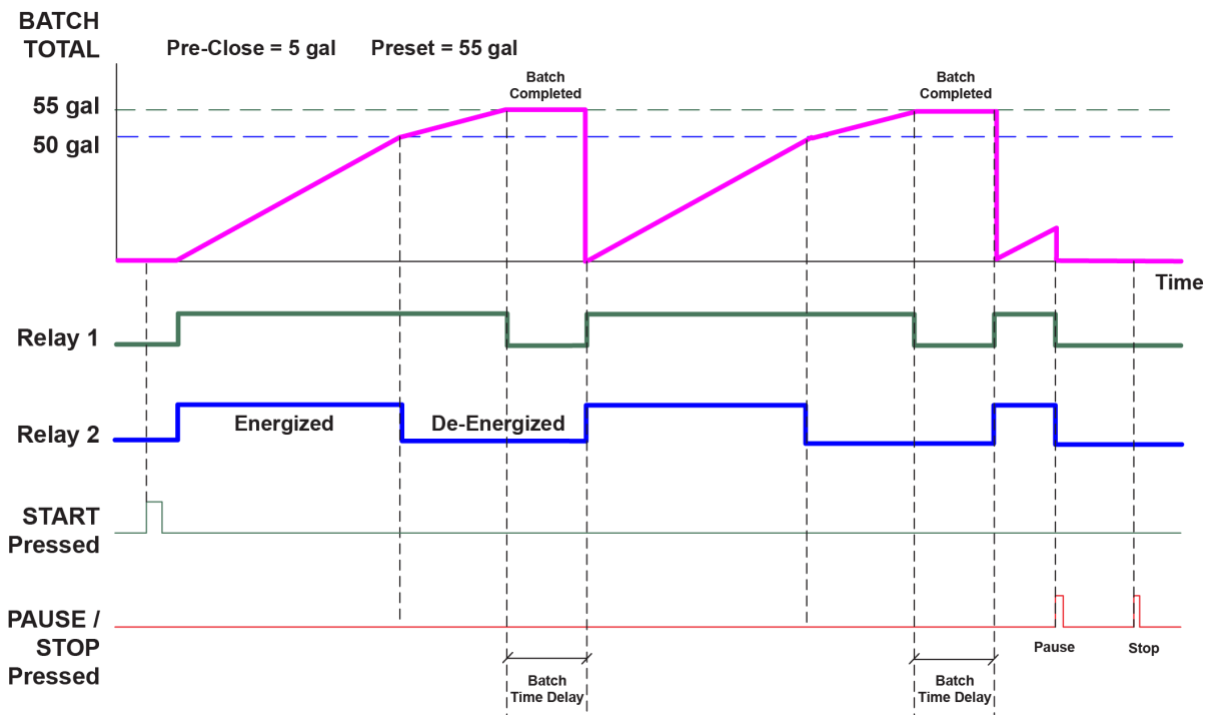 BATCH
TOTAL
Pre-Close = 5 gal Preset = 55 gal
Batch
Completed
Batch
Completed
55 gal
50 gal
Time
Relay 1
Relay 2
Energized
De-Energized
START
Pressed
PAUSE /
STOP
Pressed
Pause
Stop
Batch
Time Delay
Batch
Time Delay